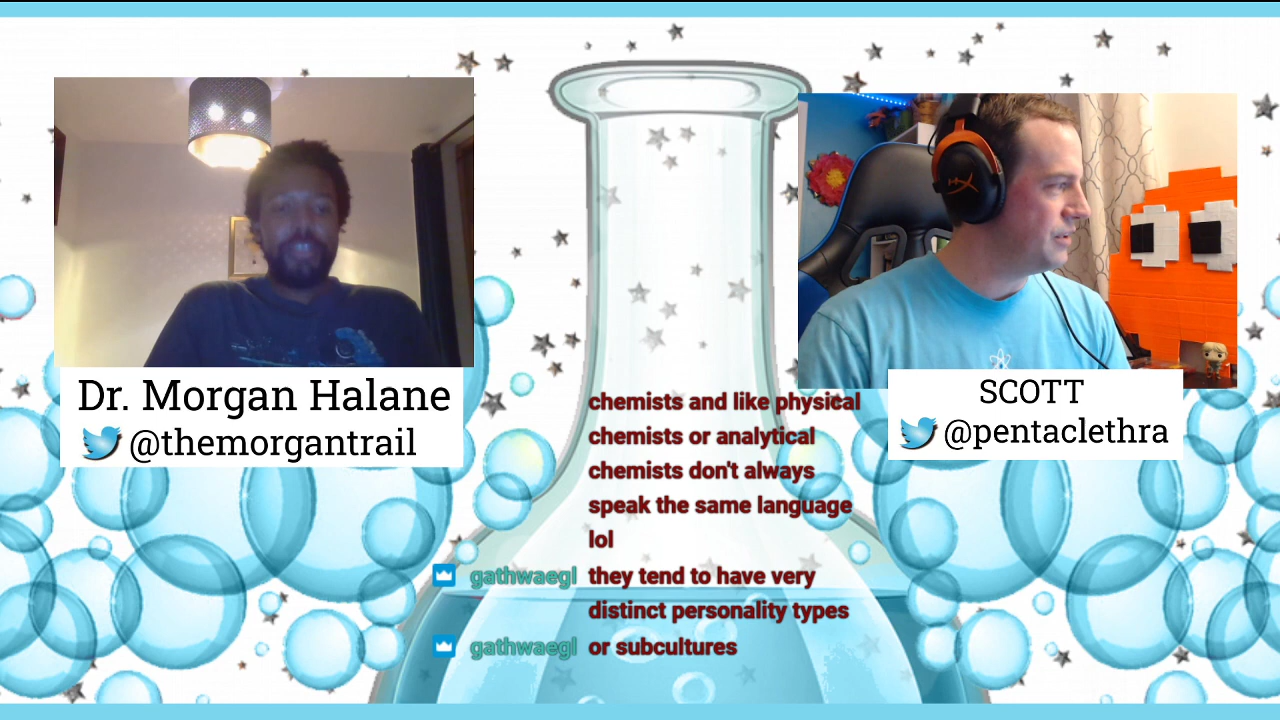 Dr. Morgan Halane
@themorgantrail
SCOTT
@pentaclethra
chemists and like physical
chemists or analytical
chemists don't always
speak the same language
lol
gathwaegl they tend to have very
distinct personality types
gathwaegl or subcultures